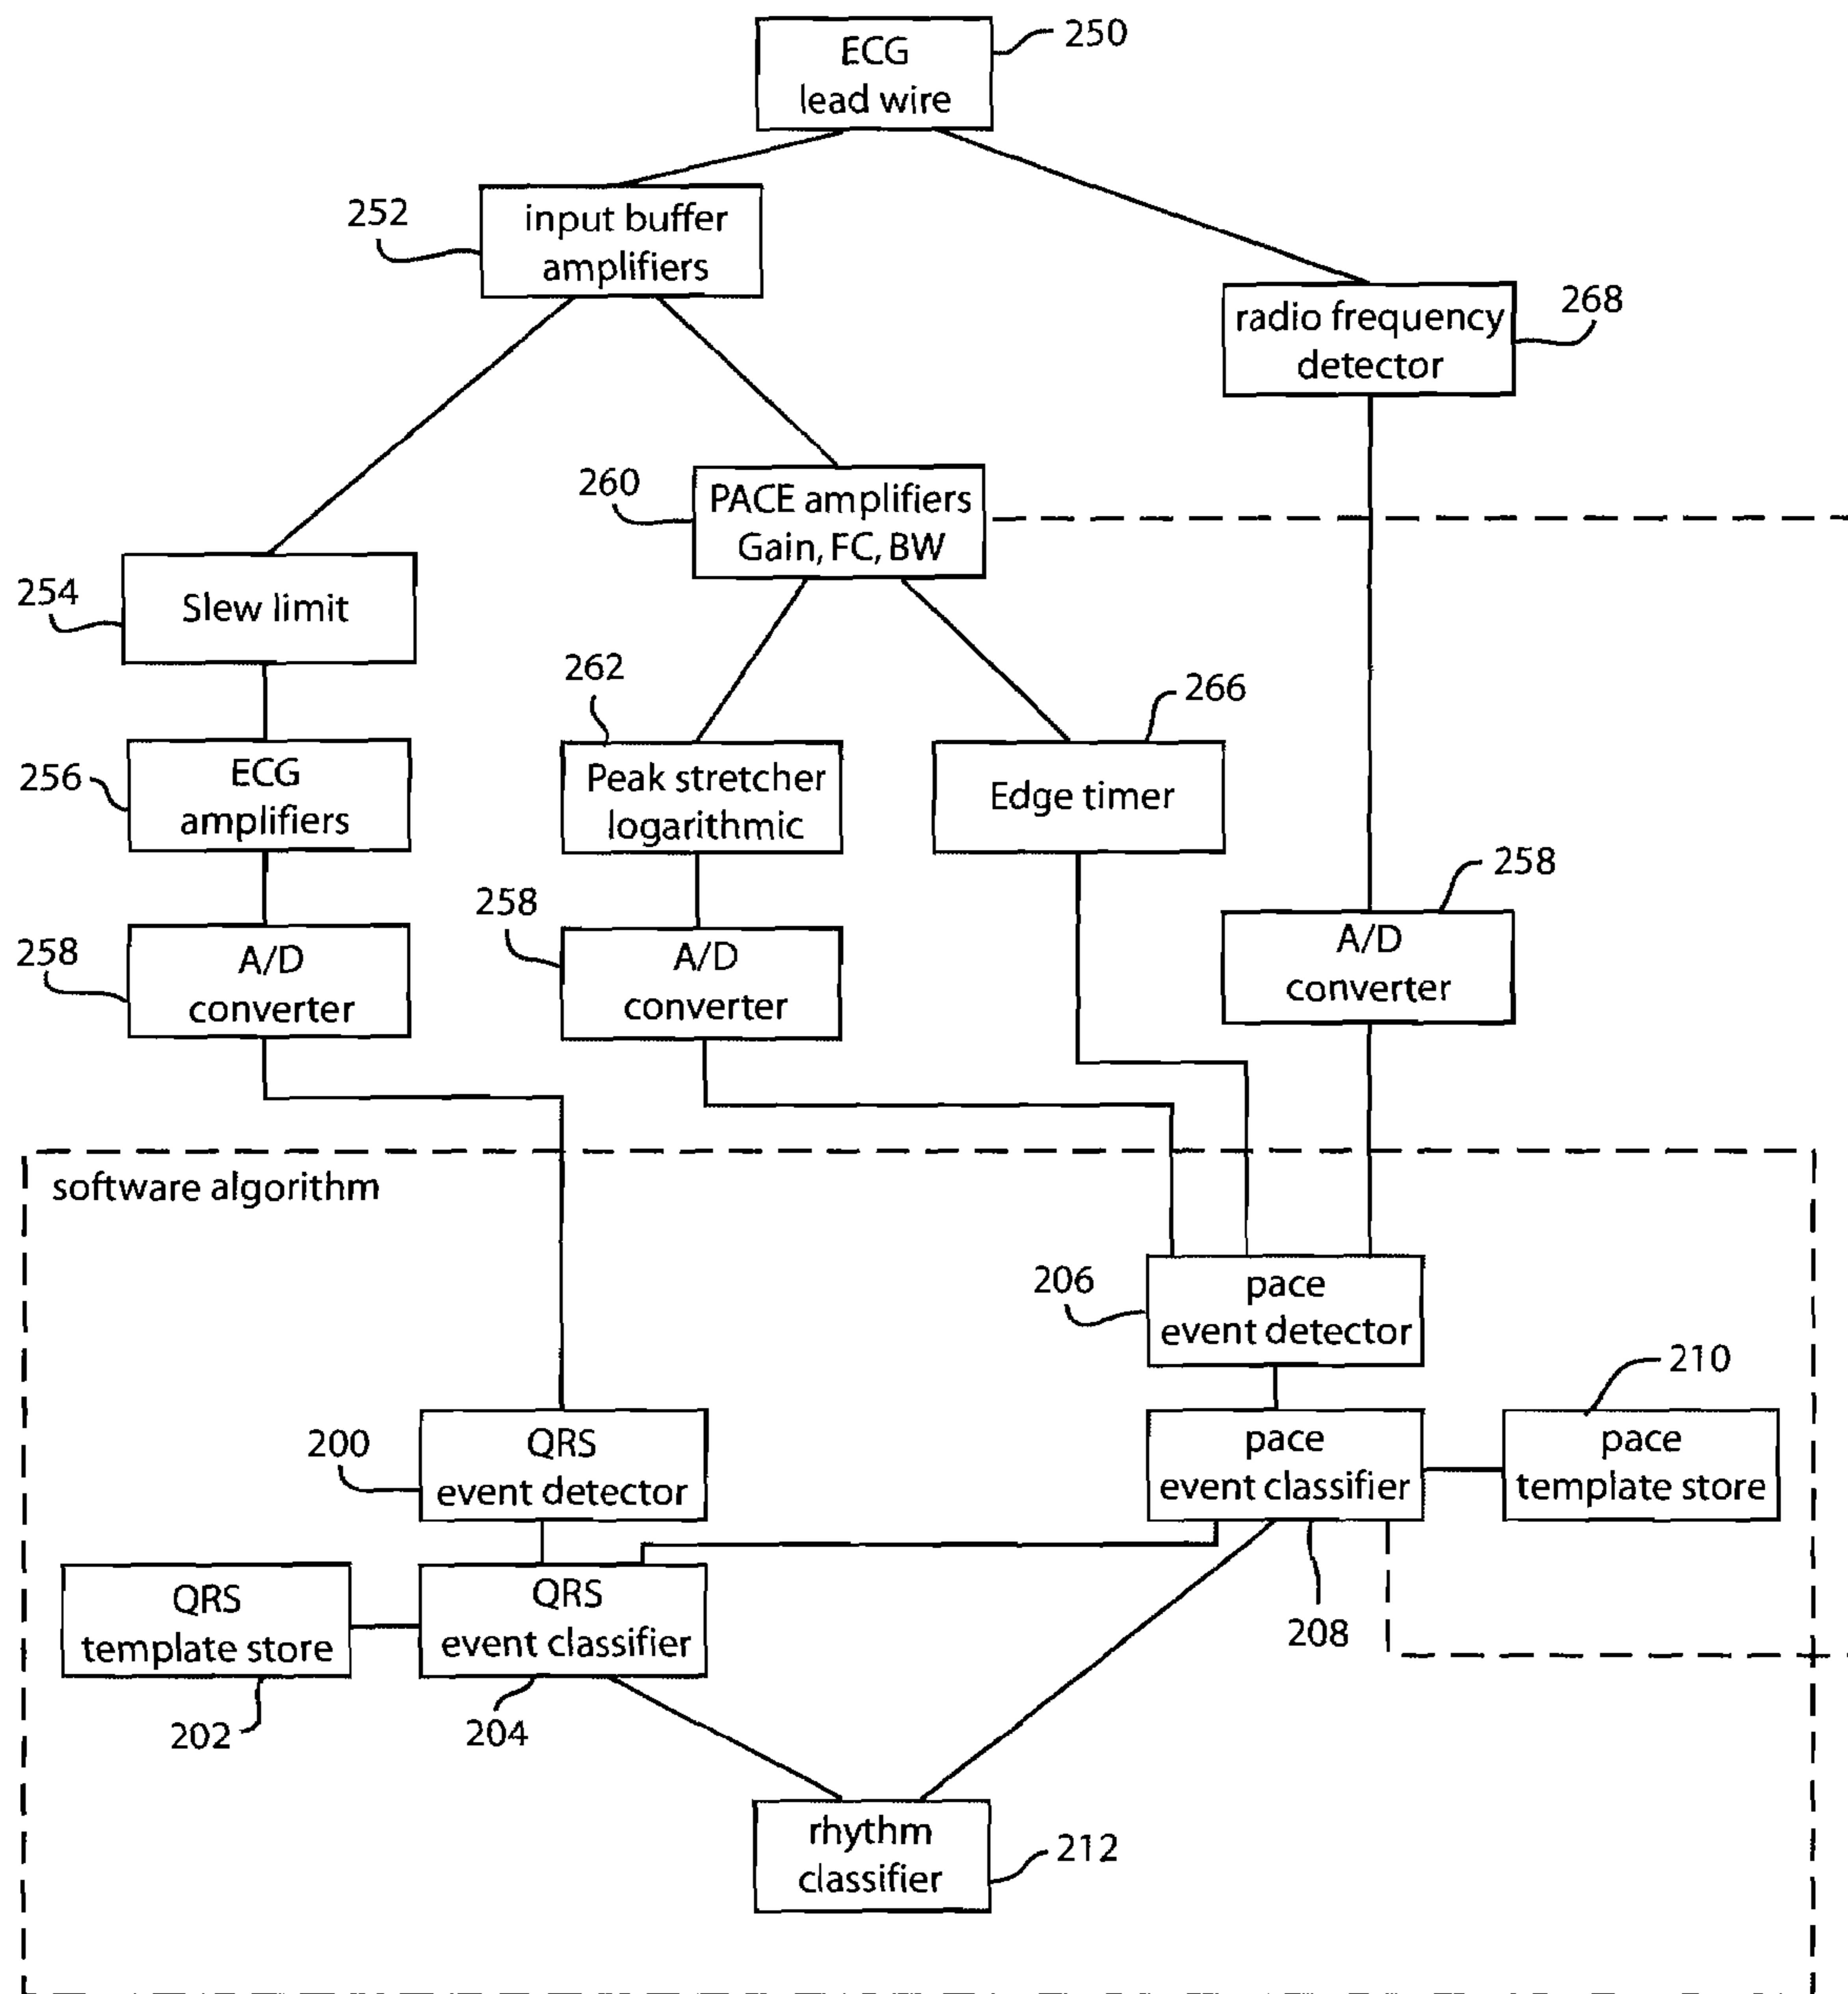 ECG
lead wire
250
252
input buffer
amplifiers
radio frequency
detector
268
260
PACE amplifiers
Gain, FC, BW
254
Slew limit
262
266
256
ECG
amplifiers
Peak stretcher
logarithmic
Edge timer
258
A/D
converter
258
A/D
converter
258
A/D
converter
software algorithm
206
pace
event detector
210
200
QRS
event detector
pace
event classifier
pace
template store
QRS
template store
QRS
event classifier
208
202
204
rhythm
classifier
212